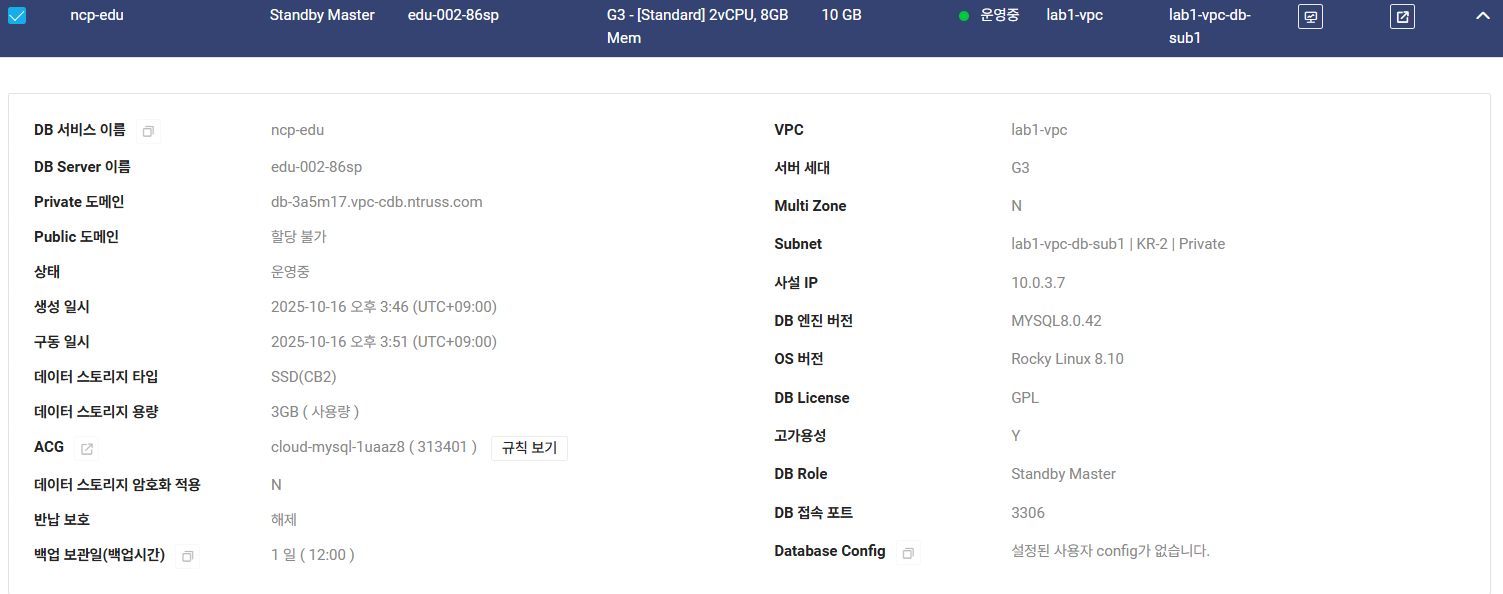 ncp-edu Standby Master edu-002-86sp G3 - [Standard] 2vCPU, 8GB Mem 10 GB 운영중 lab1-vpc lab1-vpc-db-sub1
DB 서비스 이름 ncp-edu
DB Server 이름 edu-002-86sp
Private 도메인 db-3a5m17.vpc-cdb.ntruss.com
Public 도메인 할당 불가
상태 운영중
생성 일시 2025-10-16 오후 3:46 (UTC+09:00)
구동 일시 2025-10-16 오후 3:51 (UTC+09:00)
데이터 스토리지 타입 SSD(CB2)
데이터 스토리지 용량 3GB ( 사용량 )
ACG cloud-mysql-1uaaz8 ( 313401 ) 규칙 보기
데이터 스토리지 암호화 적용 N
반납 보호 해제
백업 보관일(백업시간) 1 일 ( 12:00 )
VPC lab1-vpc
서버 세대 G3
Multi Zone N
Subnet lab1-vpc-db-sub1 | KR-2 | Private
사설 IP 10.0.3.7
DB 엔진 버전 MYSQL8.0.42
OS 버전 Rocky Linux 8.10
DB License GPL
고가용성 Y
DB Role Standby Master
DB 접속 포트 3306
Database Config 설정된 사용자 config가 없습니다.